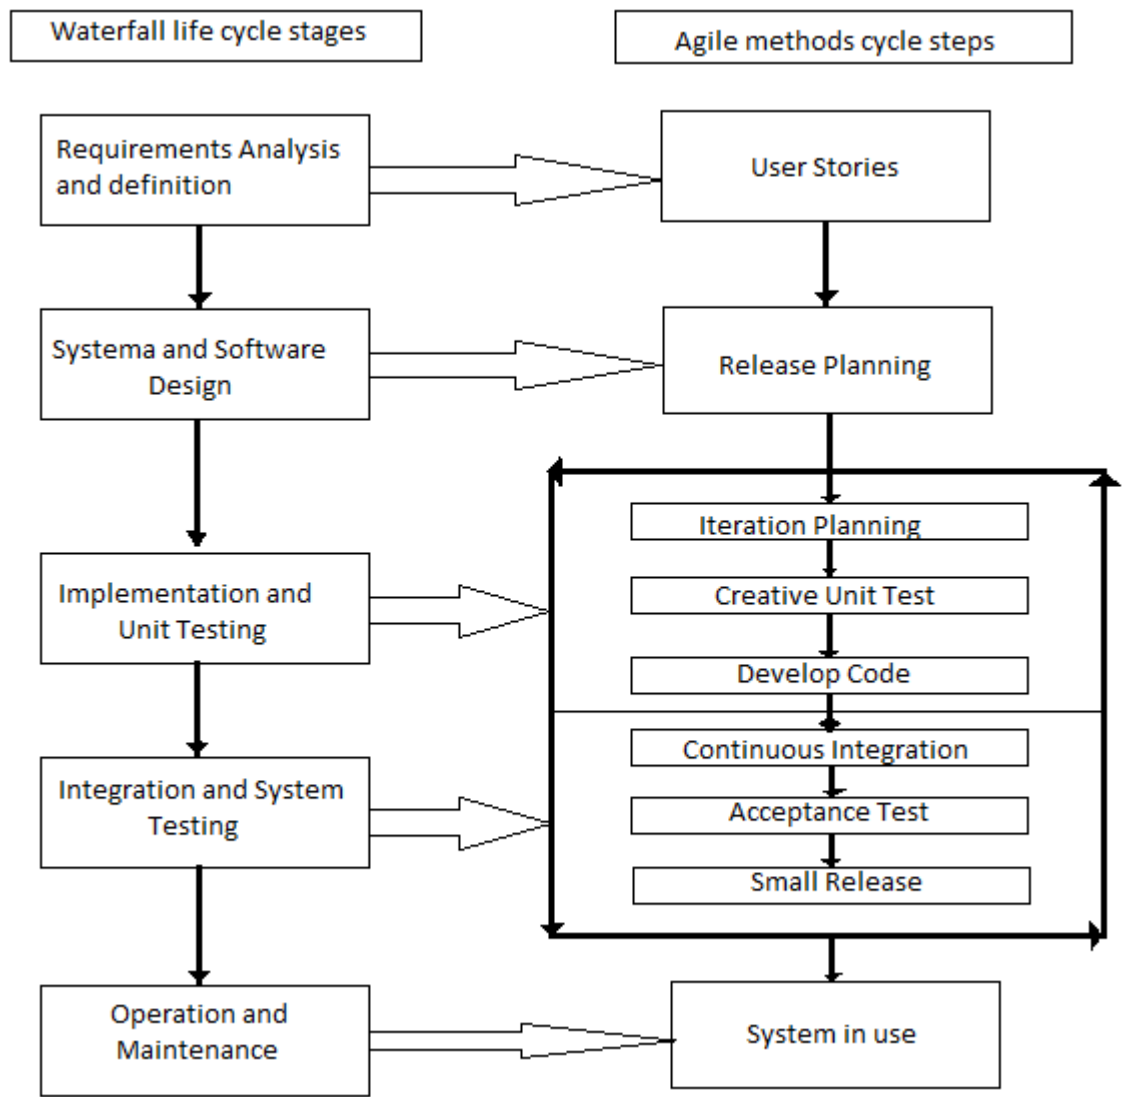 Waterfall life cycle stages
Agile methods cycle steps
Requirements Analysis
and definition
User Stories
Systema and Software
Design
Release Planning
Iteration Planning
Creative Unit Test
Implementation and
Unit Testing
Develop Code
Continuous Integration
Integration and System
Testing
Acceptance Test
Small Release
Operation and
Maintenance
System in use